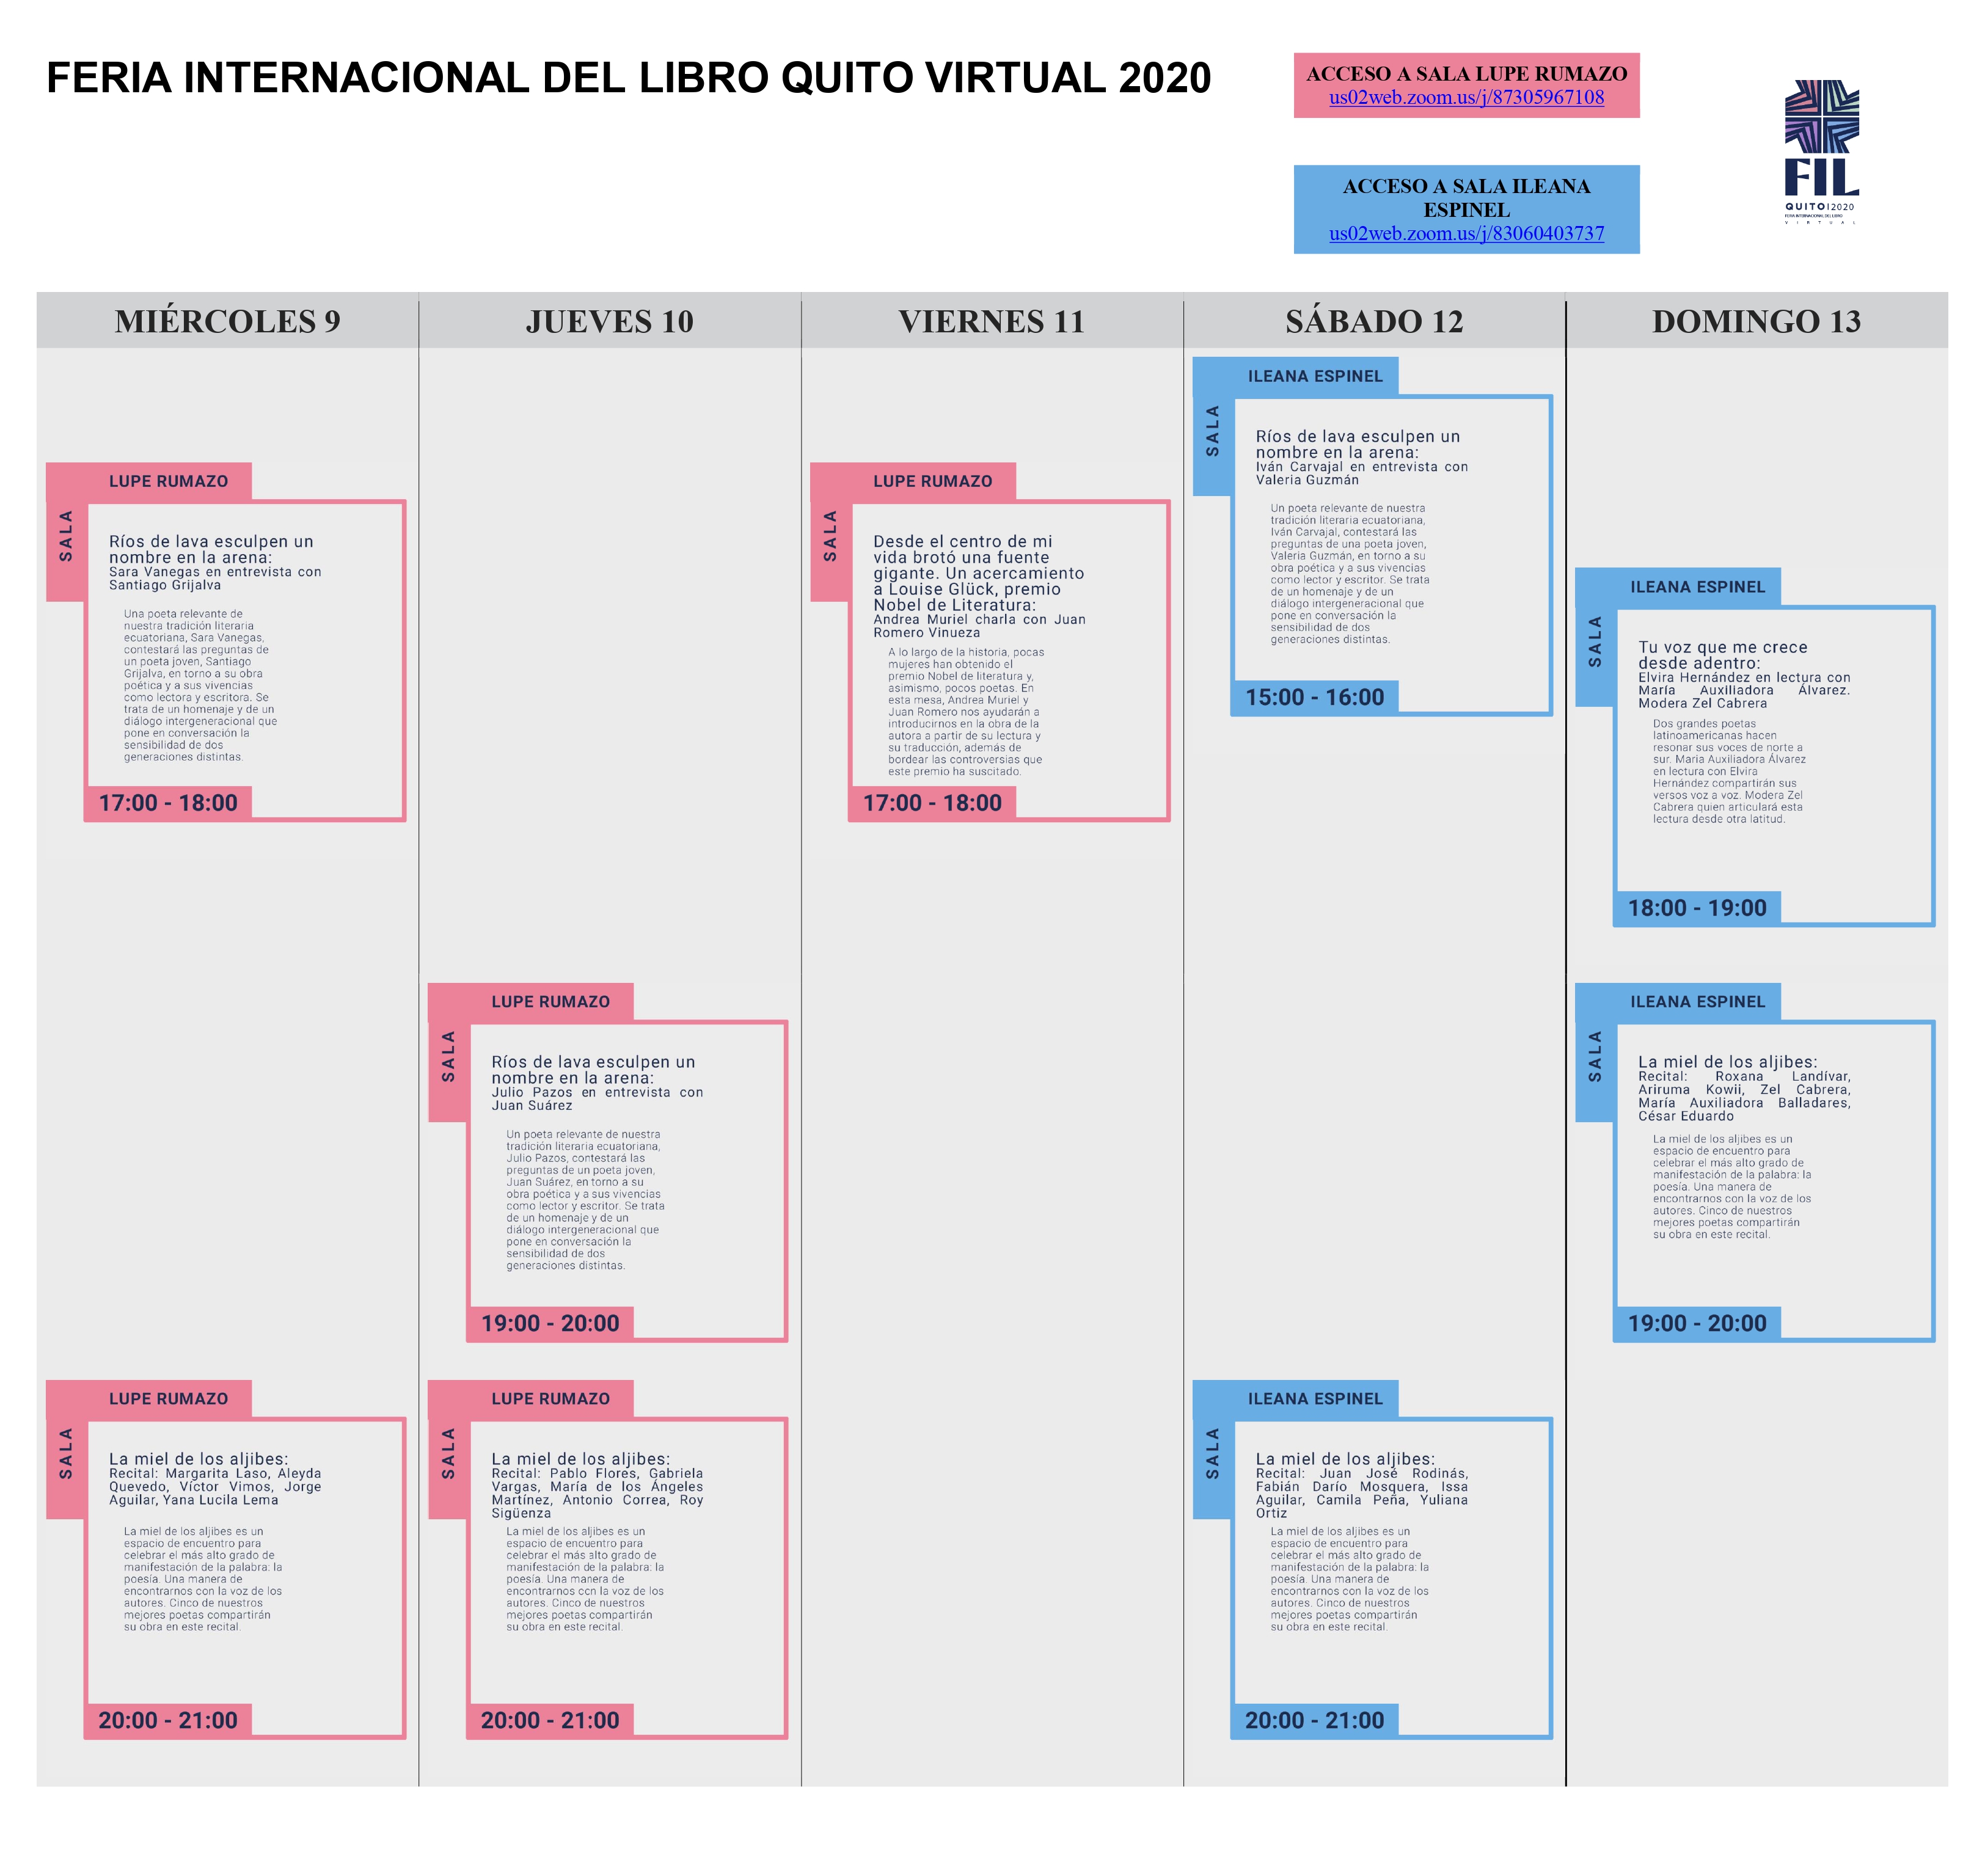 FERIA INTERNACIONAL DEL LIBRO QUITO VIRTUAL 2020
ACCESO A SALA LUPE RUMAZO
us02web.zoom.us/j/87305967108
ACCESO A SALA ILEANA
ESPINEL
us02web.zoom.us/j/83060403737
FIL
QUITO|2020
FERIA INTERNACIONAL DEL LIBRO
VIRTUAL
MIÉRCOLES 9
LUPE RUMAZO
SALA
Ríos de lava esculpen un
nombre en la arena:
Sara Vanegas en entrevista con
Santiago Grijalva
Una poeta relevante de
nuestra tradición literaria
ecuatoriana, Sara Vanegas,
contestará las preguntas de
un poeta joven, Santiago
Grijalva, en torno a su obra
poética y a sus vivencias
como lectora y escritora. Se
trata de un homenaje y de un
diálogo intergeneracional que
pone en conversación la
sensibilidad de dos
generaciones distintas.
17:00 - 18:00
LUPE RUMAZO
SALA
La miel de los aljibes:
Recital: Margarita Laso, Aleyda
Quevedo, Víctor Vimos, Jorge
Aguilar, Yana Lucila Lema
La miel de los aljibes es un
espacio de encuentro para
celebrar el más alto grado de
manifestación de la palabra: la
poesía. Una manera de
encontrarnos con la voz de los
autores. Cinco de nuestros
mejores poetas compartirán
su obra en este recital.
20:00 - 21:00
JUEVES 10
LUPE RUMAZO
SALA
Ríos de lava esculpen un
nombre en la arena:
Julio Pazos en entrevista con
Juan Suárez
Un poeta relevante de nuestra
tradición literaria ecuatoriana,
Julio Pazos, contestará las
preguntas de un poeta joven,
Juan Suárez, en torno a su
obra poética y a sus vivencias
como lector y escritor. Se trata
de un homenaje y de un
diálogo intergeneracional que
pone en conversación la
sensibilidad de dos
generaciones distintas.
19:00 - 20:00
LUPE RUMAZO
SALA
La miel de los aljibes:
Recital: Pablo Flores, Gabriela
Vargas, María de los Ángeles
Martínez, Antonio Correa, Roy
Sigüenza
La miel de los aljibes es un
espacio de encuentro para
celebrar el más alto grado de
manifestación de la palabra: la
poesía. Una manera de
encontrarnos ccn la voz de los
autores. Cinco de nuestros
mejores poetas compartirán
su obra en este recital.
20:00 - 21:00
VIERNES 11
LUPE RUMAZO
SALA
Desde el centro de mi
vida brotó una fuente
gigante. Un acercamiento
a Louise Glück, premio
Nobel de Literatura:
Andrea Muriel charla con Juan
Romero Vinueza
A lo largo de la historia, pocas
mujeres han obtenido el
premio Nobel de literatura y,
asimismo, pocos poetas. En
esta mesa, Andrea Muriel y
Juan Romero nos ayudarán a
introducirnos en la obra de la
autora a partir de su lectura y
su traducción, además de
bordear las controversias que
este premio ha suscitado.
17:00 - 18:00
SÁBADO 12
ILEANA ESPINEL
SALA
Ríos de lava esculpen un
nombre en la arena:
Iván Carvajal en entrevista con
Valeria Guzmán
Un poeta relevante de nuestra
tradición literaria ecuatoriana,
Iván Carvajal, contestará las
preguntas de una poeta joven,
Valeria Guzmán, en torno a su
obra poética y a sus vivencias
como lector y escritor. Se trata
de un homenaje y de un
diálogo intergeneracional que
pone en conversación la
sensibilidad de dos
generaciones distintas.
15:00 - 16:00
ILEANA ESPINEL
SALA
La miel de los aljibes:
Recital: Juan José Rodinás,
Fabián Darío Mosquera, Issa
Aguilar, Camila Peña, Yuliana
Ortiz
La miel de los aljibes es un
espacio de encuentro para
celebrar el más alto grado de
manifestación de la palabra: la
poesía. Una manera de
encontrarnos con la voz de los
autores. Cinco de nuestros
mejores poetas compartirán
su obra en este recital.
20:00 - 21:00
DOMINGO 13
ILEANA ESPINEL
SALA
Tu voz que me crece
desde adentro:
Elvira Hernández en lectura con
María Auxiliadora Álvarez.
Modera Zel Cabrera
Dos grandes poetas
latinoamericanas hacen
resonar sus voces de norte a
sur. Maria Auxiliadora Álvarez
en lectura con Elvira
Hernández compartirán sus
versos voz a voz. Modera Zel
Cabrera quien articulará esta
lectura desde otra latitud.
18:00 - 19:00
ILEANA ESPINEL
SALA
La miel de los aljibes:
Recital: Roxana Landívar,
Ariruma Kowii, Zel Cabrera,
María Auxiliadora Balladares,
César Eduardo
La miel de los aljibes es un
espacio de encuentro para
celebrar el más alto grado de
manifestación de la palabra: la
poesía. Una manera de
encontrarnos con la voz de los
autores. Cinco de nuestros
mejores poetas compartirán
su obra en este recital.
19:00 - 20:00